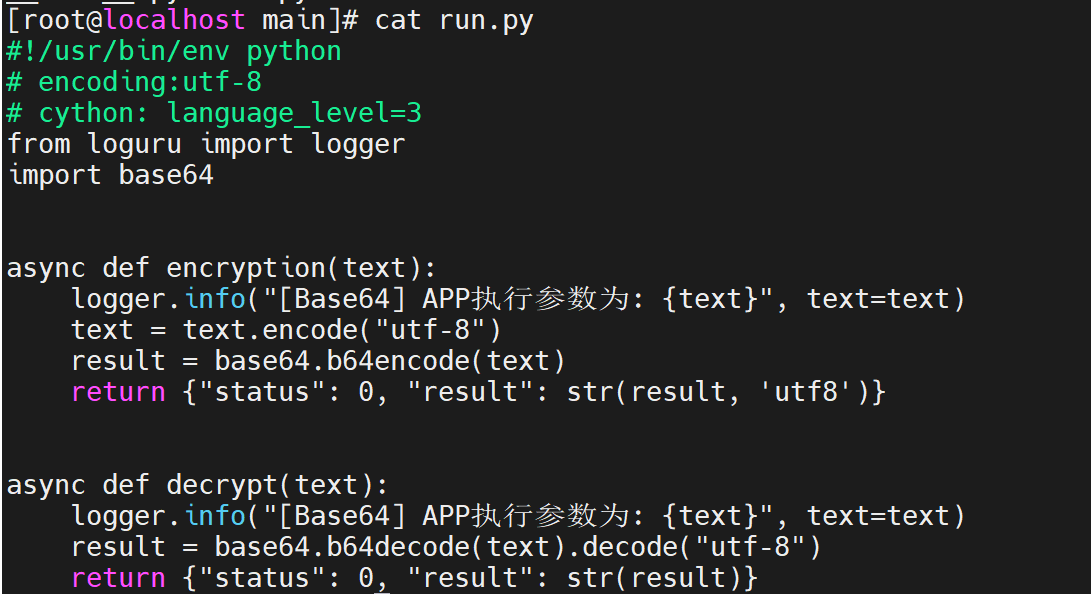 [root@localhost main]# cat run.py
#!/usr/bin/env python
# encoding:utf-8
# cython: language_level=3
from loguru import logger
import base64
async def encryption(text):
    logger.info("[Base64] APP执行参数为: {text}", text=text)
    text = text.encode("utf-8")
    result = base64.b64encode(text)
    return {"status": 0, "result": str(result, 'utf8')}
async def decrypt(text):
    logger.info("[Base64] APP执行参数为: {text}", text=text)
    result = base64.b64decode(text).decode("utf-8")
    return {"status": 0, "result": str(result)}